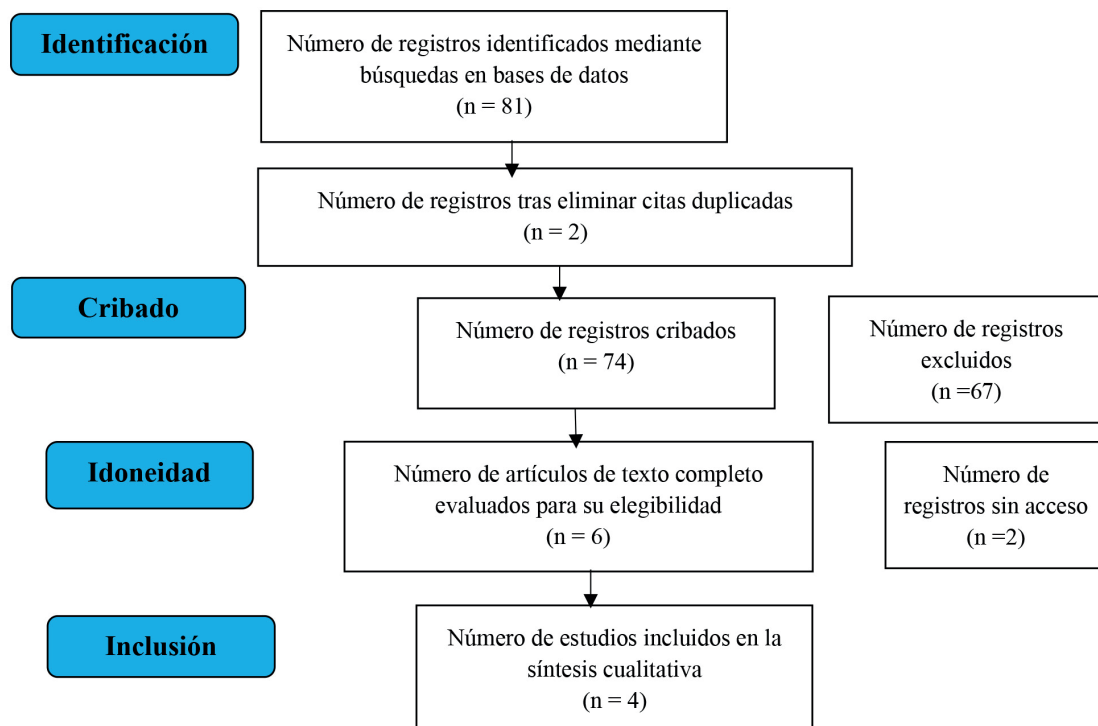 Identificación
Número de registros identificados mediante
búsquedas en bases de datos
(n = 81)
Número de registros tras eliminar citas duplicadas
(n = 2)
Cribado
Número de registros cribados
(n = 74)
Número de registros
excluidos
(n =67)
Idoneidad
Número de artículos de texto completo
evaluados para su elegibilidad
(n = 6)
Número de
registros sin acceso
(n =2)
Inclusión
Número de estudios incluidos en la
síntesis cualitativa
(n = 4)